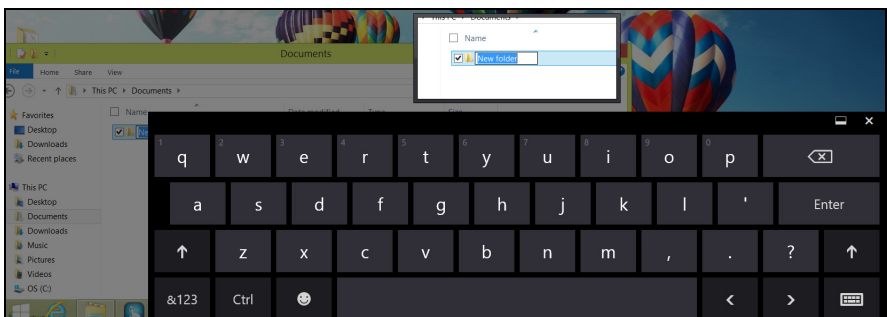 This PC ▸ Documents ▸
Name
New folder
Documents
File Home Share View
This PC ▸ Documents ▸
Name Date modified Type Size
Favorites
Desktop
Downloads
Recent places
This PC
Desktop
Documents
Downloads
Music
Pictures
Videos
OS (C:)
1 2 3 4 5 6 7 8 9 0
q w e r t y u i o p
a s d f g h j k l ' Enter
z x c v b n m , . ?
&123 Ctrl < >